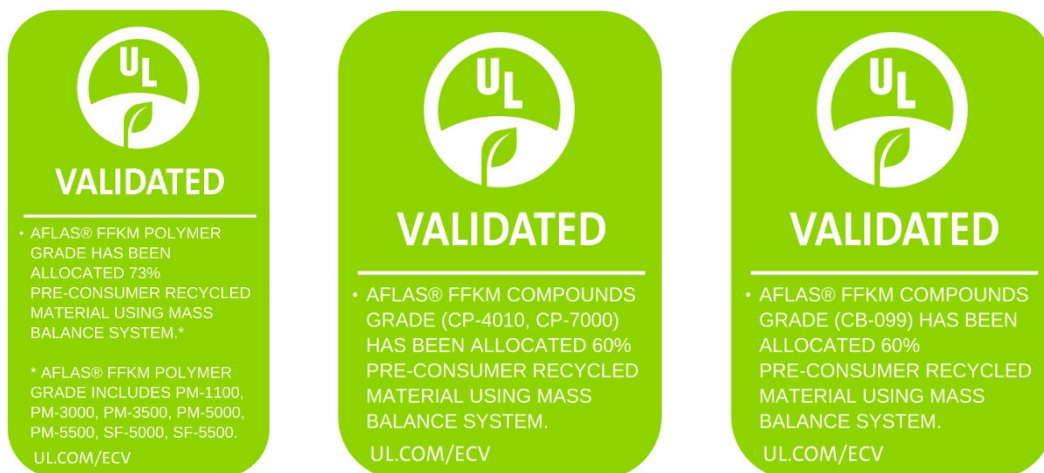 UL
VALIDATED
• AFLAS® FFKM POLYMER
GRADE HAS BEEN
ALLOCATED 73%
PRE-CONSUMER RECYCLED
MATERIAL USING MASS
BALANCE SYSTEM.*
* AFLAS® FFKM POLYMER
GRADE INCLUDES PM-1100,
PM-3000, PM-3500, PM-5000,
PM-5500, SF-5000, SF-5500.
UL.COM/ECV
UL
VALIDATED
• AFLAS® FFKM COMPOUNDS
GRADE (CP-4010, CP-7000)
HAS BEEN ALLOCATED 60%
PRE-CONSUMER RECYCLED
MATERIAL USING MASS
BALANCE SYSTEM.
UL.COM/ECV
UL
VALIDATED
• AFLAS® FFKM COMPOUNDS
GRADE (CB-099) HAS BEEN
ALLOCATED 60%
PRE-CONSUMER RECYCLED
MATERIAL USING MASS
BALANCE SYSTEM.
UL.COM/ECV